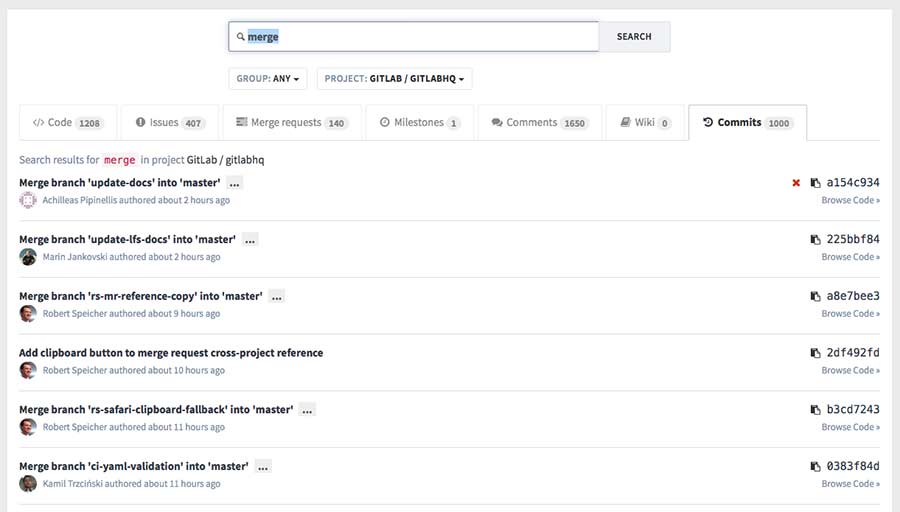 merge SEARCH
GROUP: ANY PROJECT: GITLAB / GITLABHQ
Code 1208 Issues 407 Merge requests 140 Milestones 1 Comments 1650 Wiki 0 Commits 1000
Search results for merge in project GitLab / gitlabhq
Merge branch 'update-docs' into 'master' ... a154c934
Achilleas Pipinellis authored about 2 hours ago Browse Code »
Merge branch 'update-lfs-docs' into 'master' ... 225bbf84
Marin Jankovski authored about 2 hours ago Browse Code »
Merge branch 'rs-mr-reference-copy' into 'master' ... a8e7bee3
Robert Speicher authored about 9 hours ago Browse Code »
Add clipboard button to merge request cross-project reference 2df492fd
Robert Speicher authored about 10 hours ago Browse Code »
Merge branch 'rs-safari-clipboard-fallback' into 'master' ... b3cd7243
Robert Speicher authored about 11 hours ago Browse Code »
Merge branch 'ci-yaml-validation' into 'master' ... 0383f84d
Kamil Trzciński authored about 11 hours ago Browse Code »